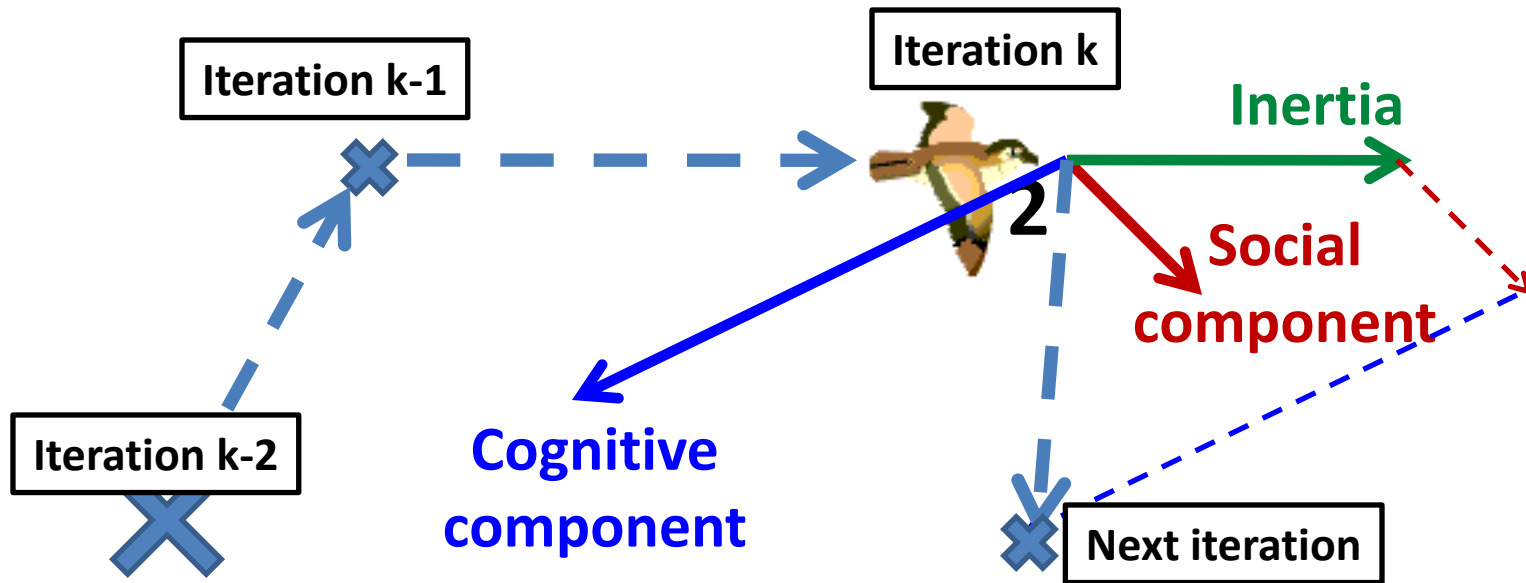 Iteration k
Iteration k-1
Inertia
2
Social
component
Iteration k-2
Cognitive
component
Next iteration